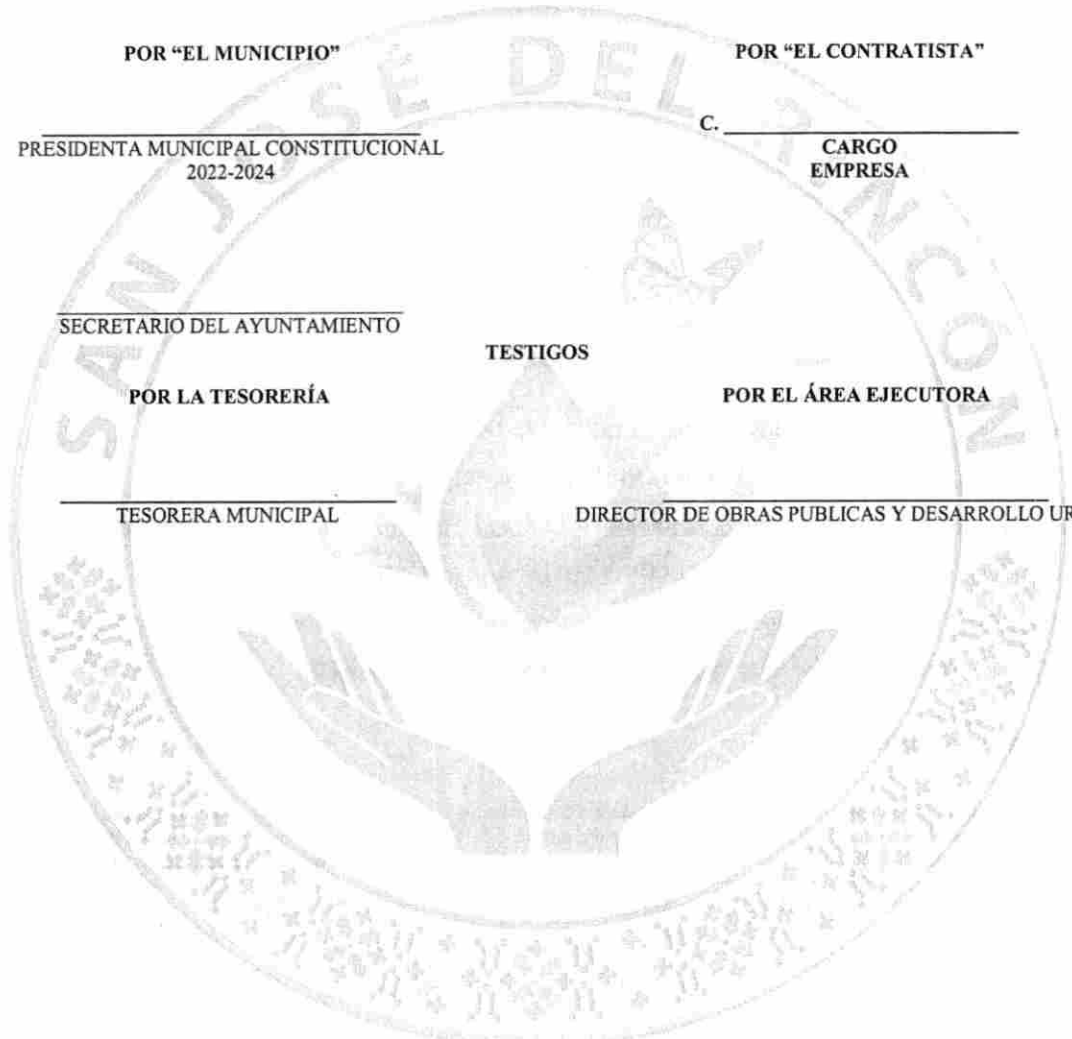 POR “EL MUNICIPIO”
POR “EL CONTRATISTA”
PRESIDENTA MUNICIPAL CONSTITUCIONAL
2022-2024
C.
CARGO
EMPRESA
SECRETARIO DEL AYUNTAMIENTO
TESTIGOS
POR LA TESORERÍA
POR EL ÁREA EJECUTORA
TESORERA MUNICIPAL
DIRECTOR DE OBRAS PUBLICAS Y DESARROLLO UR
SAN JOSÉ DEL RINCÓN